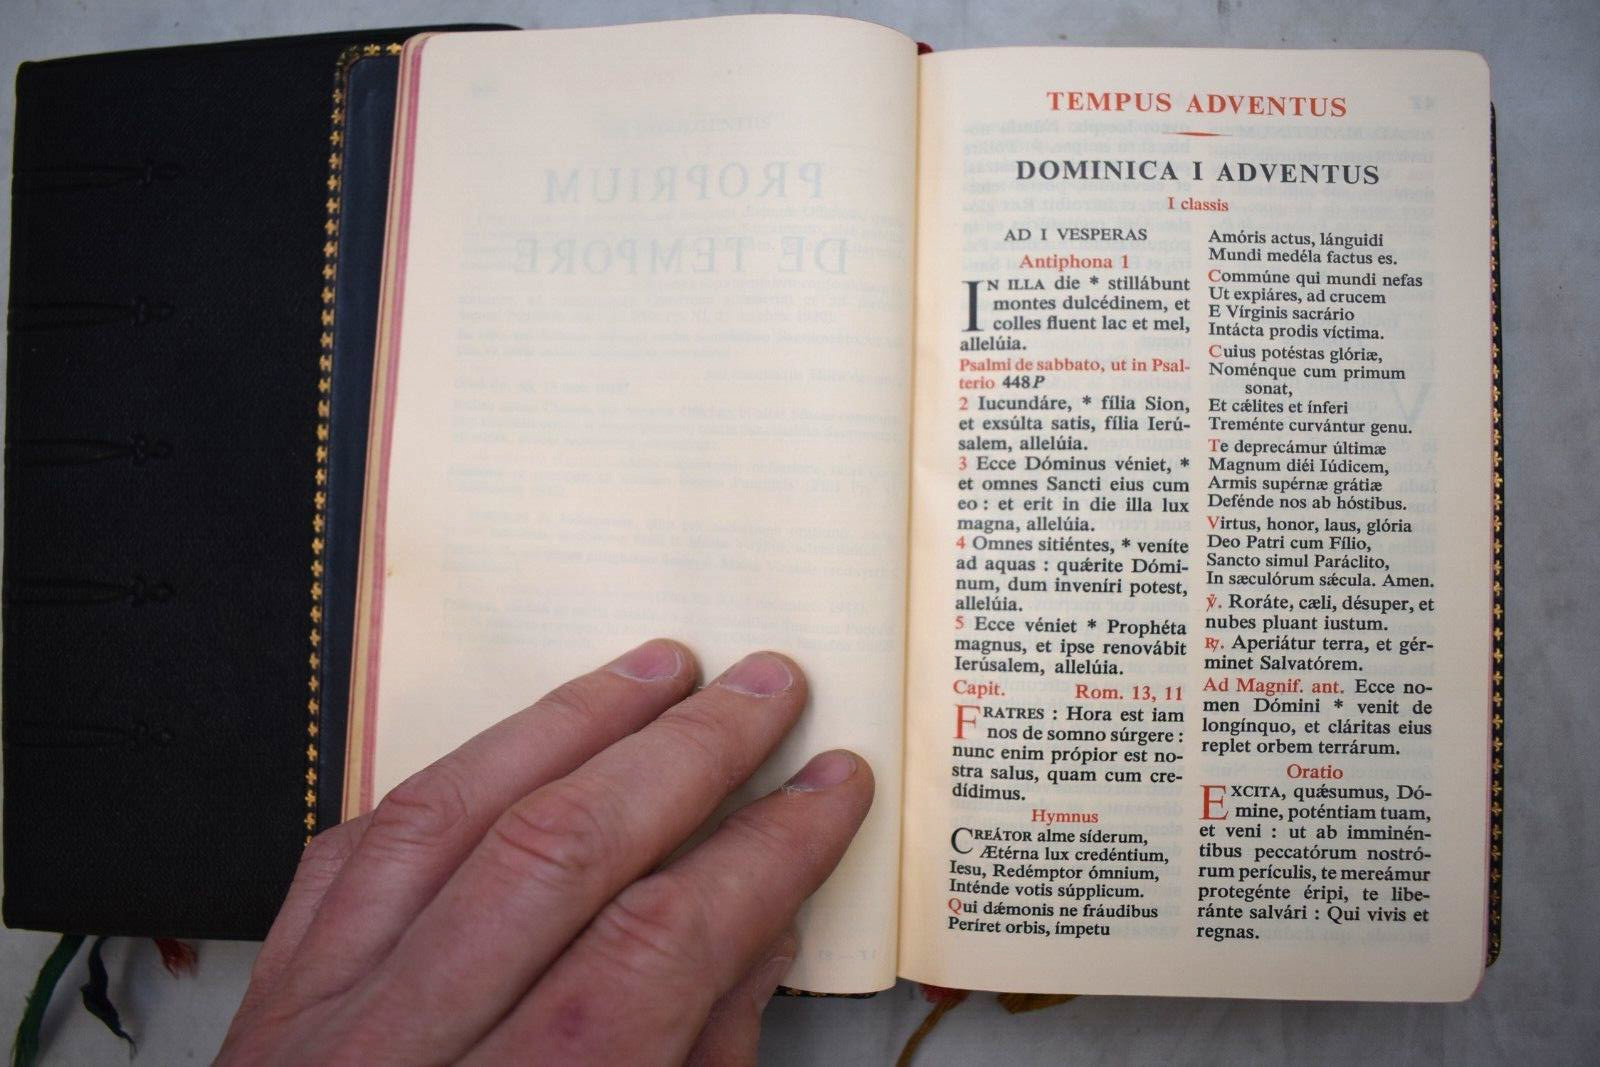 TEMPUS ADVENTUS
DOMINICA I ADVENTUS
I classis
AD I VESPERAS
Antiphona 1
IN ILLA die * stillábunt
montes dulcédinem, et
colles fluent lac et mel,
allelúia.
Psalmi de sabbato, ut in Psal-
terio 448P
2 Iucundáre, * fília Sion,
et exsúlta satis, fília Ierú-
salem, allelúia.
3 Ecce Dóminus véniet, *
et omnes Sancti eius cum
eo : et erit in die illa lux
magna, allelúia.
4 Omnes sitiéntes, * veníte
ad aquas : quǽrite Dómi-
num, dum inveníri potest,
allelúia.
5 Ecce véniet * Prophéta
magnus, et ipse renovábit
Ierúsalem, allelúia.
Capit. Rom. 13, 11
FRATRES : Hora est iam
nos de somno súrgere :
nunc enim própior est no-
stra salus, quam cum cre-
dídimus.
Hymnus
CREÁTOR alme síderum,
Ætérna lux credéntium,
Iesu, Redémptor ómnium,
Inténde votis súpplicum.
Qui dǽmonis ne fráudibus
Períret orbis, ímpetu
Amóris actus, lánguidi
Mundi medéla factus es.
Commúne qui mundi nefas
Ut expiáres, ad crucem
E Vírginis sacrário
Intácta prodis víctima.
Cuius potéstas glóriæ,
Noménque cum primum
sonat,
Et cǽlites et ínferi
Treménte curvántur genu.
Te deprecámur últimæ
Magnum diéi Iúdicem,
Armis supérnæ grátiæ
Defénde nos ab hóstibus.
Virtus, honor, laus, glória
Deo Patri cum Fílio,
Sancto simul Paráclito,
In sæculórum sǽcula. Amen.
℣. Roráte, cæli, désuper, et
nubes pluant iustum.
℟. Aperiátur terra, et gér-
minet Salvatórem.
Ad Magnif. ant. Ecce no-
men Dómini * venit de
longínquo, et cláritas eius
replet orbem terrárum.
Oratio
EXCITA, quǽsumus, Dó-
mine, poténtiam tuam,
et veni : ut ab imminén-
tibus peccatórum nostró-
rum perículis, te mereámur
protegénte éripi, te libe-
ránte salvári : Qui vivis et
regnas.